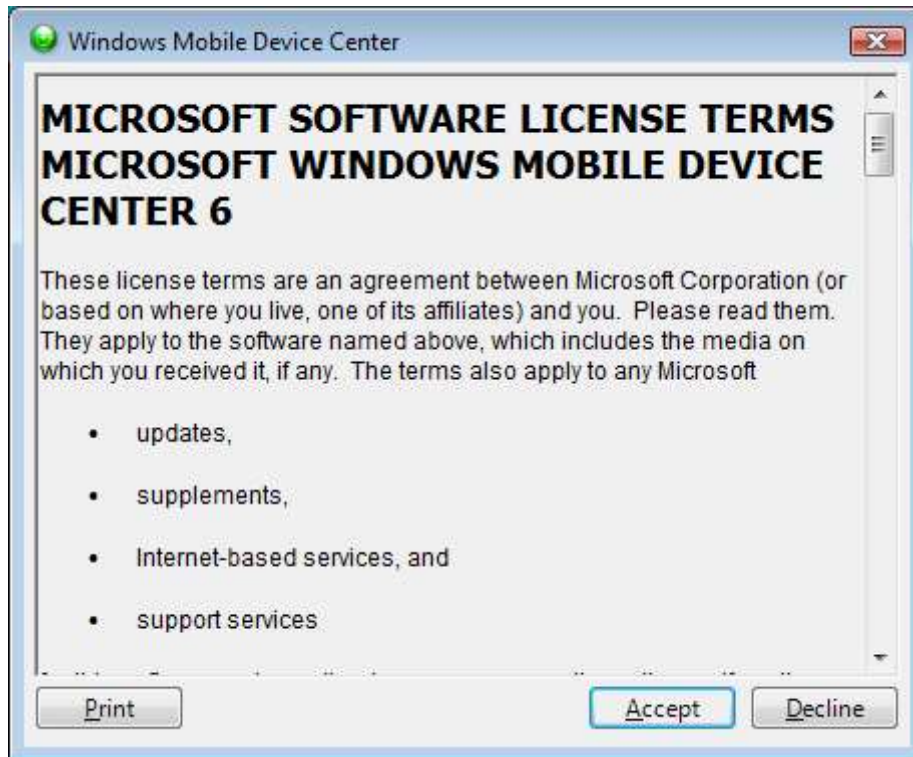 Windows Mobile Device Center
MICROSOFT SOFTWARE LICENSE TERMS
MICROSOFT WINDOWS MOBILE DEVICE
CENTER 6
These license terms are an agreement between Microsoft Corporation (or
based on where you live, one of its affiliates) and you.  Please read them.
They apply to the software named above, which includes the media on
which you received it, if any.  The terms also apply to any Microsoft
• updates,
• supplements,
• Internet-based services, and
• support services
Print Accept Decline